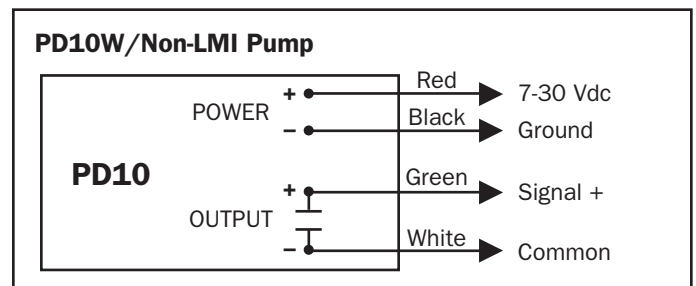 PD10W/Non-LMI Pump
+ Red 7-30 Vdc
POWER
– Black Ground
PD10
+ Green Signal +
OUTPUT
– White Common